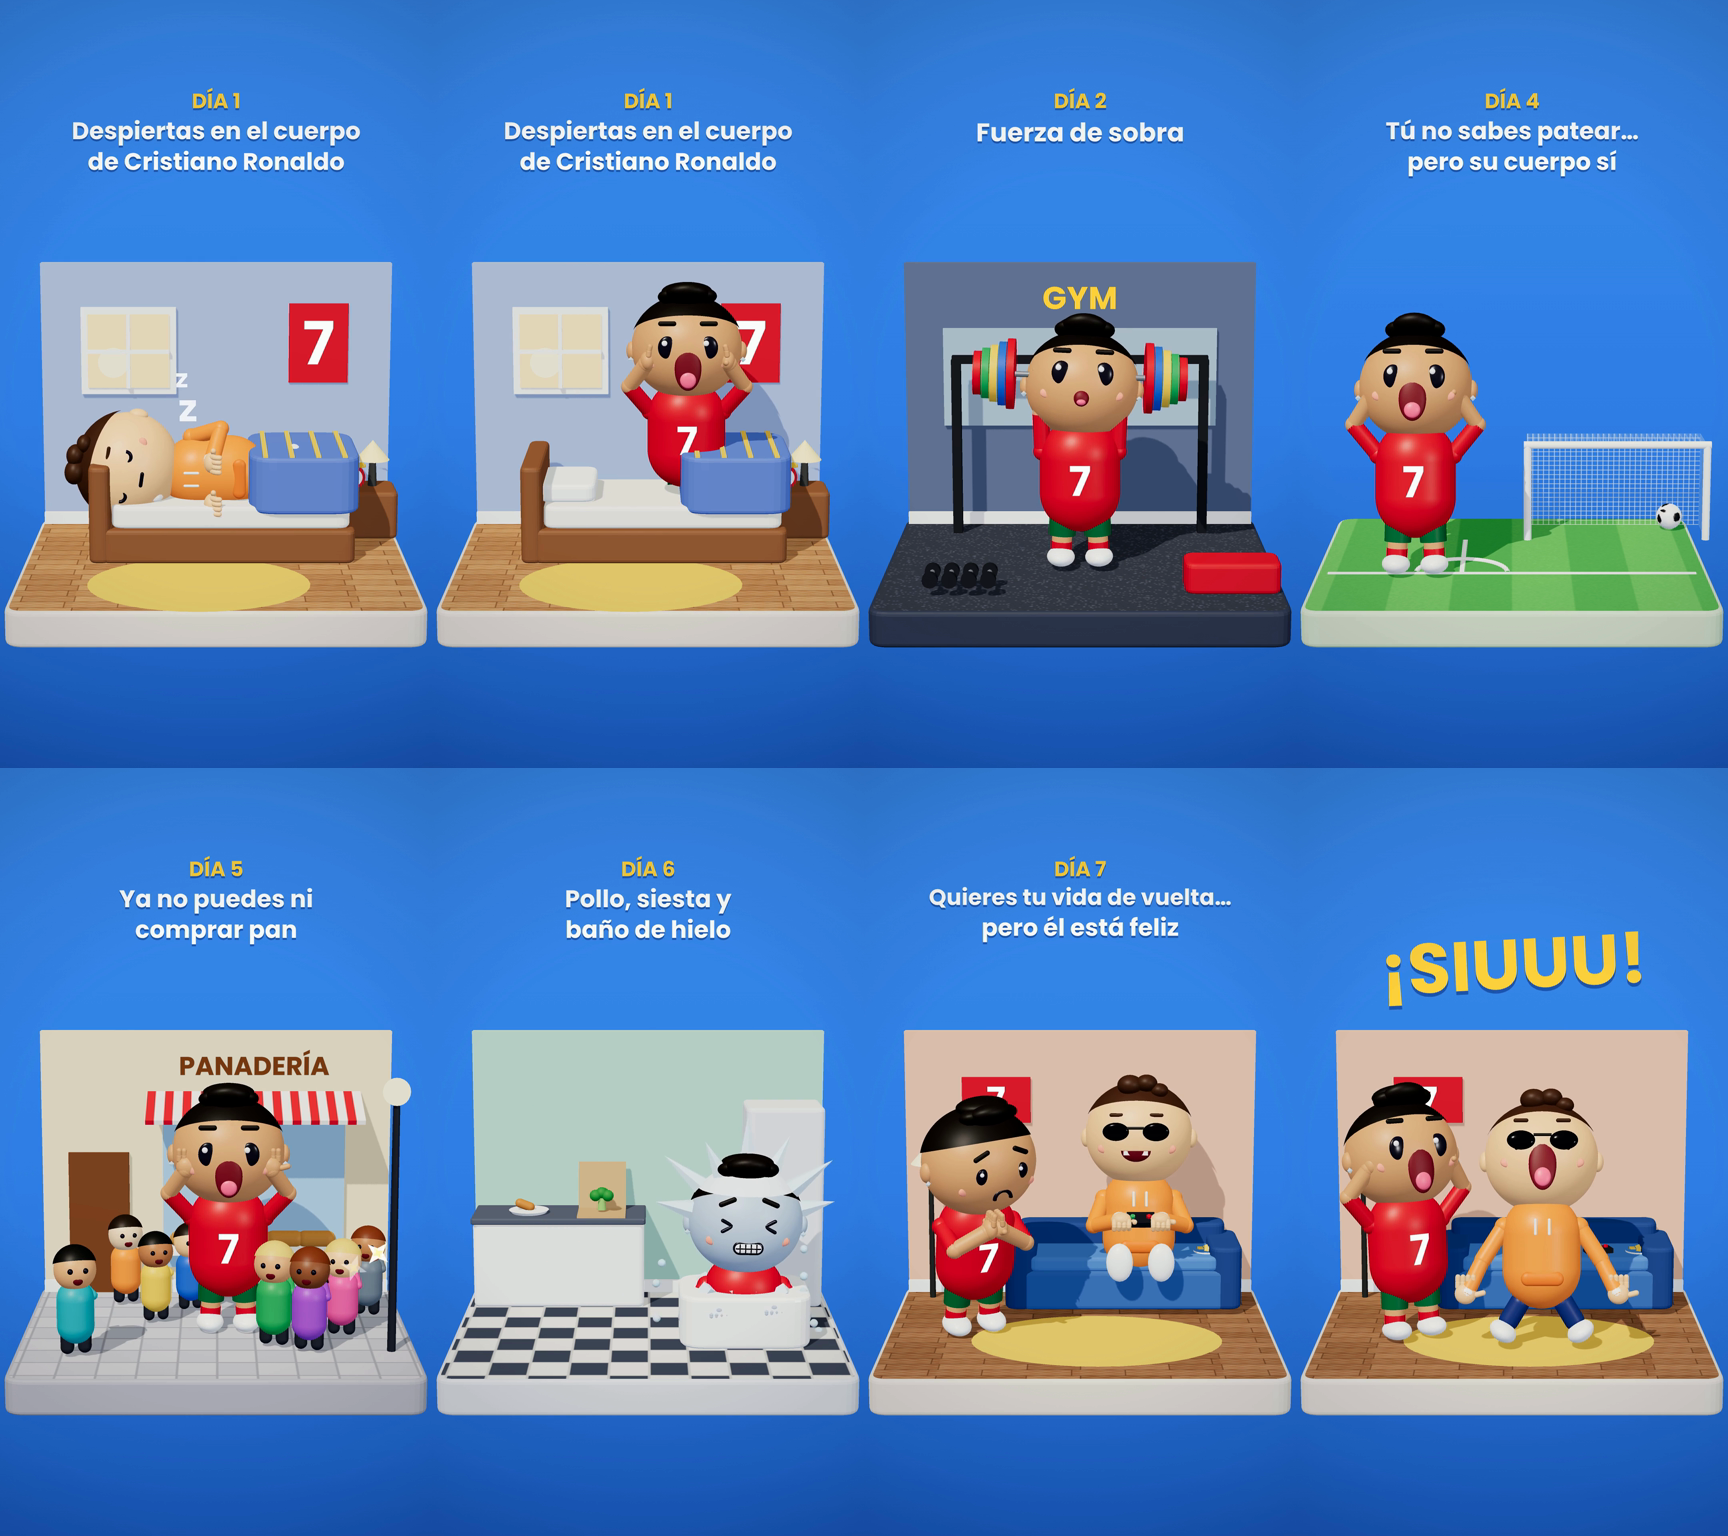 DÍA 1
Despiertas en el cuerpo
de Cristiano Ronaldo
7
z
z
DÍA 1
Despiertas en el cuerpo
de Cristiano Ronaldo
7
7
DÍA 2
Fuerza de sobra
GYM
7
DÍA 4
Tú no sabes patear...
pero su cuerpo sí
7
DÍA 5
Ya no puedes ni
comprar pan
PANADERÍA
7
DÍA 6
Pollo, siesta y
baño de hielo
DÍA 7
Quieres tu vida de vuelta...
pero él está feliz
7
7
¡SIUUU!
7
7